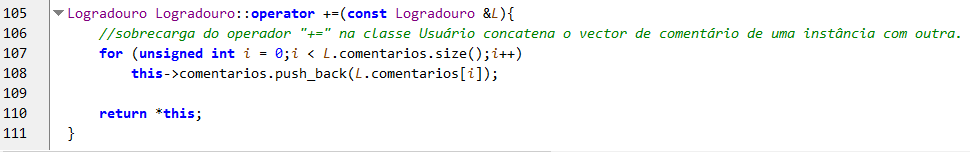 105 Logradouro Logradouro::operator +=(const Logradouro &L){
106 //sobrecarga do operador "+=" na classe Usuário concatena o vector de comentário de uma instância com outra.
107 for (unsigned int i = 0;i < L.comentarios.size();i++)
108 this->comentarios.push_back(L.comentarios[i]);
109
110 return *this;
111 }